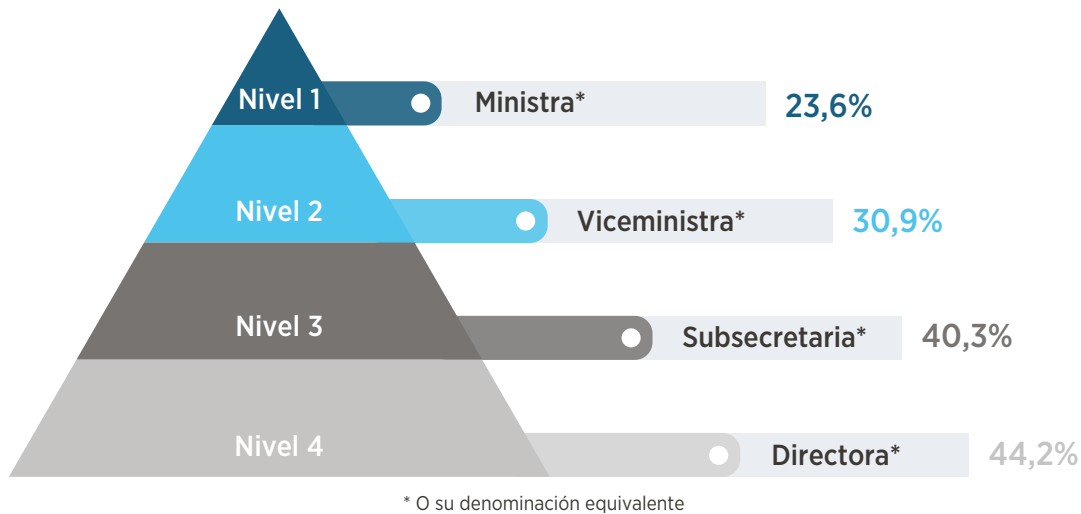 Nivel 1 Ministra* 23,6%
Nivel 2 Viceministra* 30,9%
Nivel 3 Subsecretaria* 40,3%
Nivel 4 Directora* 44,2%
* O su denominación equivalente